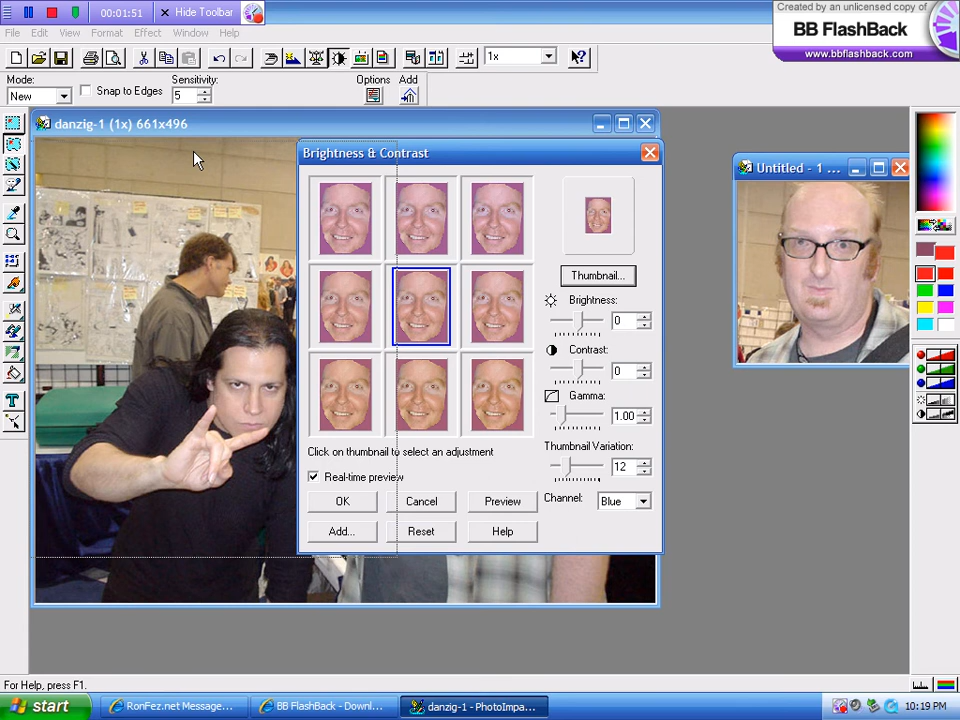 00:01:51
Hide Toolbar
Created by an unlicensed copy of
BB FlashBack
www.bbflashback.com
File Edit View Format Effect Window Help
1x
Mode:
New
Snap to Edges
Sensitivity:
5
Options
Add
danzig-1 (1x) 661x496
Brightness & Contrast
Untitled - 1 ...
Thumbnail...
Brightness:
0
Contrast:
0
Gamma:
1.00
Thumbnail Variation:
12
Click on thumbnail to select an adjustment
Real-time preview
Channel:
Blue
OK
Cancel
Preview
Add...
Reset
Help
For Help, press F1.
start
RonFez.net Message...
BB FlashBack - Downl...
danzig-1 - PhotoImpa...
10:19 PM